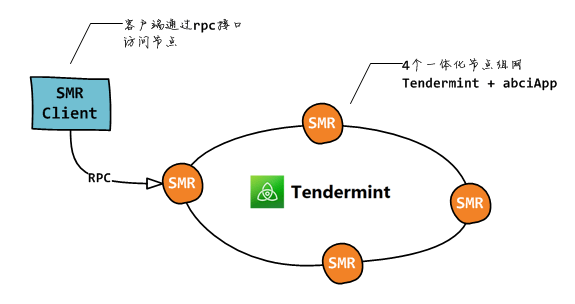 客户端通过rpc接口
访问节点
4个一体化节点组网
Tendermint + abciApp
SMR
Client
SMR
RPC
SMR
Tendermint
SMR
SMR